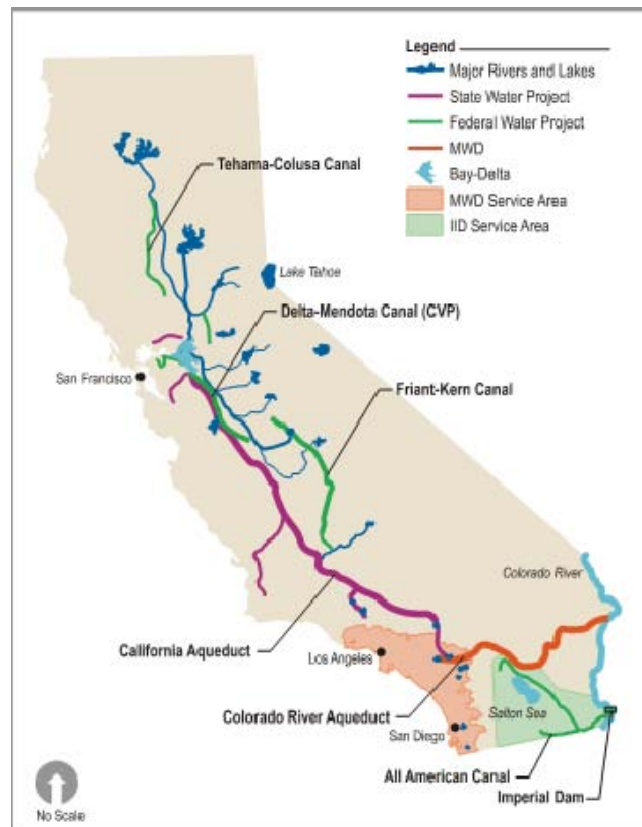 Legend
Major Rivers and Lakes
State Water Project
Federal Water Project
MWD
Bay-Delta
MWD Service Area
IID Service Area
Tehama-Colusa Canal
Lake Tahoe
Delta-Mendota Canal (CVP)
San Francisco
Friant-Kern Canal
Colorado River
Callifornia Aqueduct
Los Angeles
Colorado River Aqueduct
Salton Sea
San Diego
All American Canal
Imperial Dam
No Scale